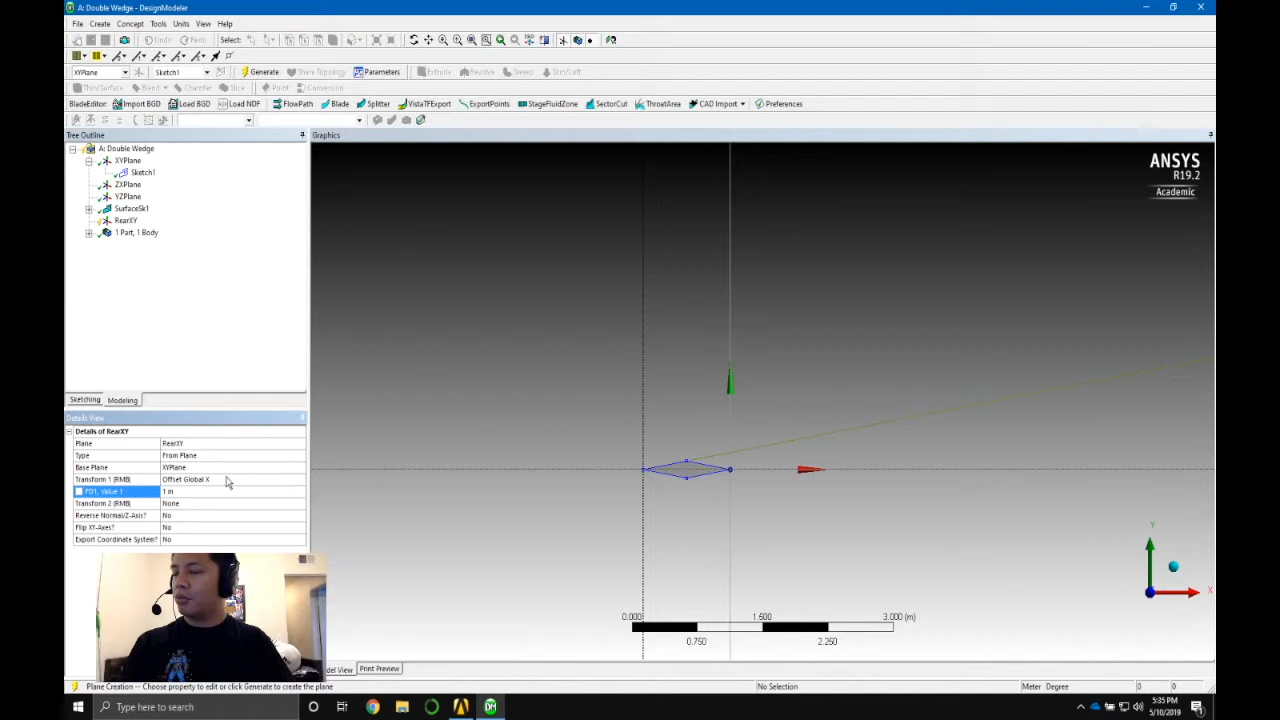 A: Double Wedge - DesignModeler
File Create Concept Tools Units View Help
Undo Redo Select:
XYPlane Sketch1 Generate Share Topology Parameters Extrude Revolve Sweep Skin/Loft
Thin/Surface Blend Chamfer Slice Point Conversion
BladeEditor: Import BGD Load BGD Load NDF FlowPath Blade Splitter VistaTFExport ExportPoints StageFluidZone SectorCut ThroatArea CAD Import Preferences
Tree Outline
Graphics
A: Double Wedge
XYPlane
Sketch1
ZXPlane
YZPlane
SurfaceSk1
RearXY
1 Part, 1 Body
ANSYS
R19.2
Academic
Sketching Modeling
Details View
Details of RearXY
Plane RearXY
Type From Plane
Base Plane XYPlane
Transform 1 (RMB) Offset Global X
FD1, Value 1 1 m
Transform 2 (RMB) None
Reverse Normal/Z-Axis? No
Flip XY-Axes? No
Export Coordinate System? No
Y
X
0.000 1.500 3.000 (m)
0.750 2.250
Print Preview
Plane Creation -- Choose property to edit or click Generate to create the plane
No Selection
Meter Degree 0 0
Type here to search
5:35 PM
5/10/2019